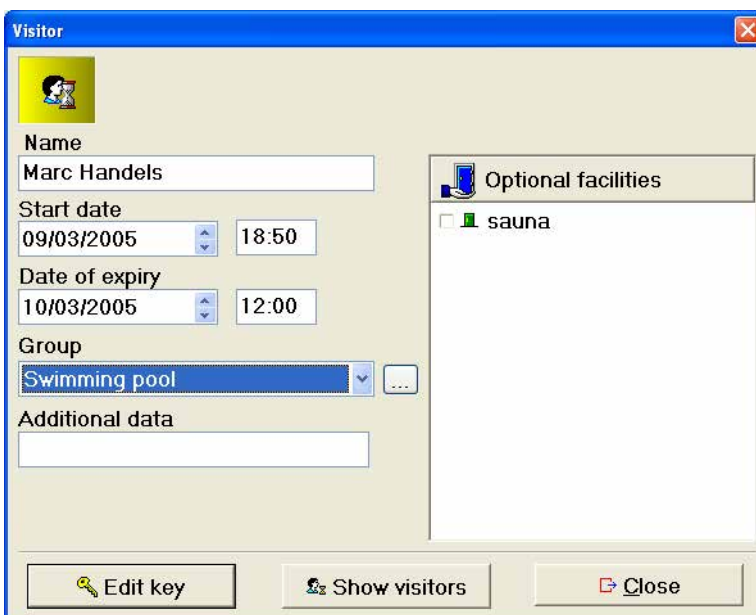 Visitor
Name
Marc Handels
Start date
09/03/2005 18:50
Date of expiry
10/03/2005 12:00
Group
Swimming pool ...
Additional data
Optional facilities
sauna
Edit key Show visitors Close